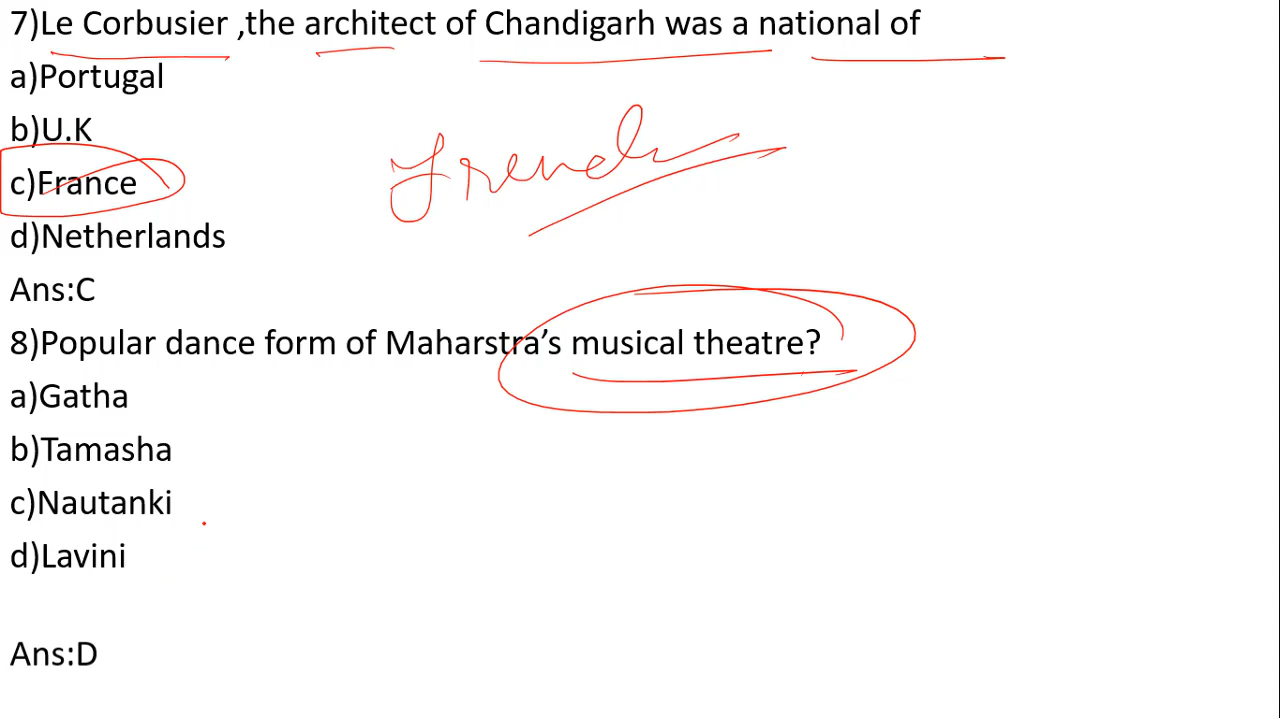 7)Le Corbusier ,the architect of Chandigarh was a national of
a)Portugal
b)U.K
French
c)France
d)Netherlands
Ans:C
8)Popular dance form of Maharstra’s musical theatre?
a)Gatha
b)Tamasha
c)Nautanki
d)Lavini
Ans:D